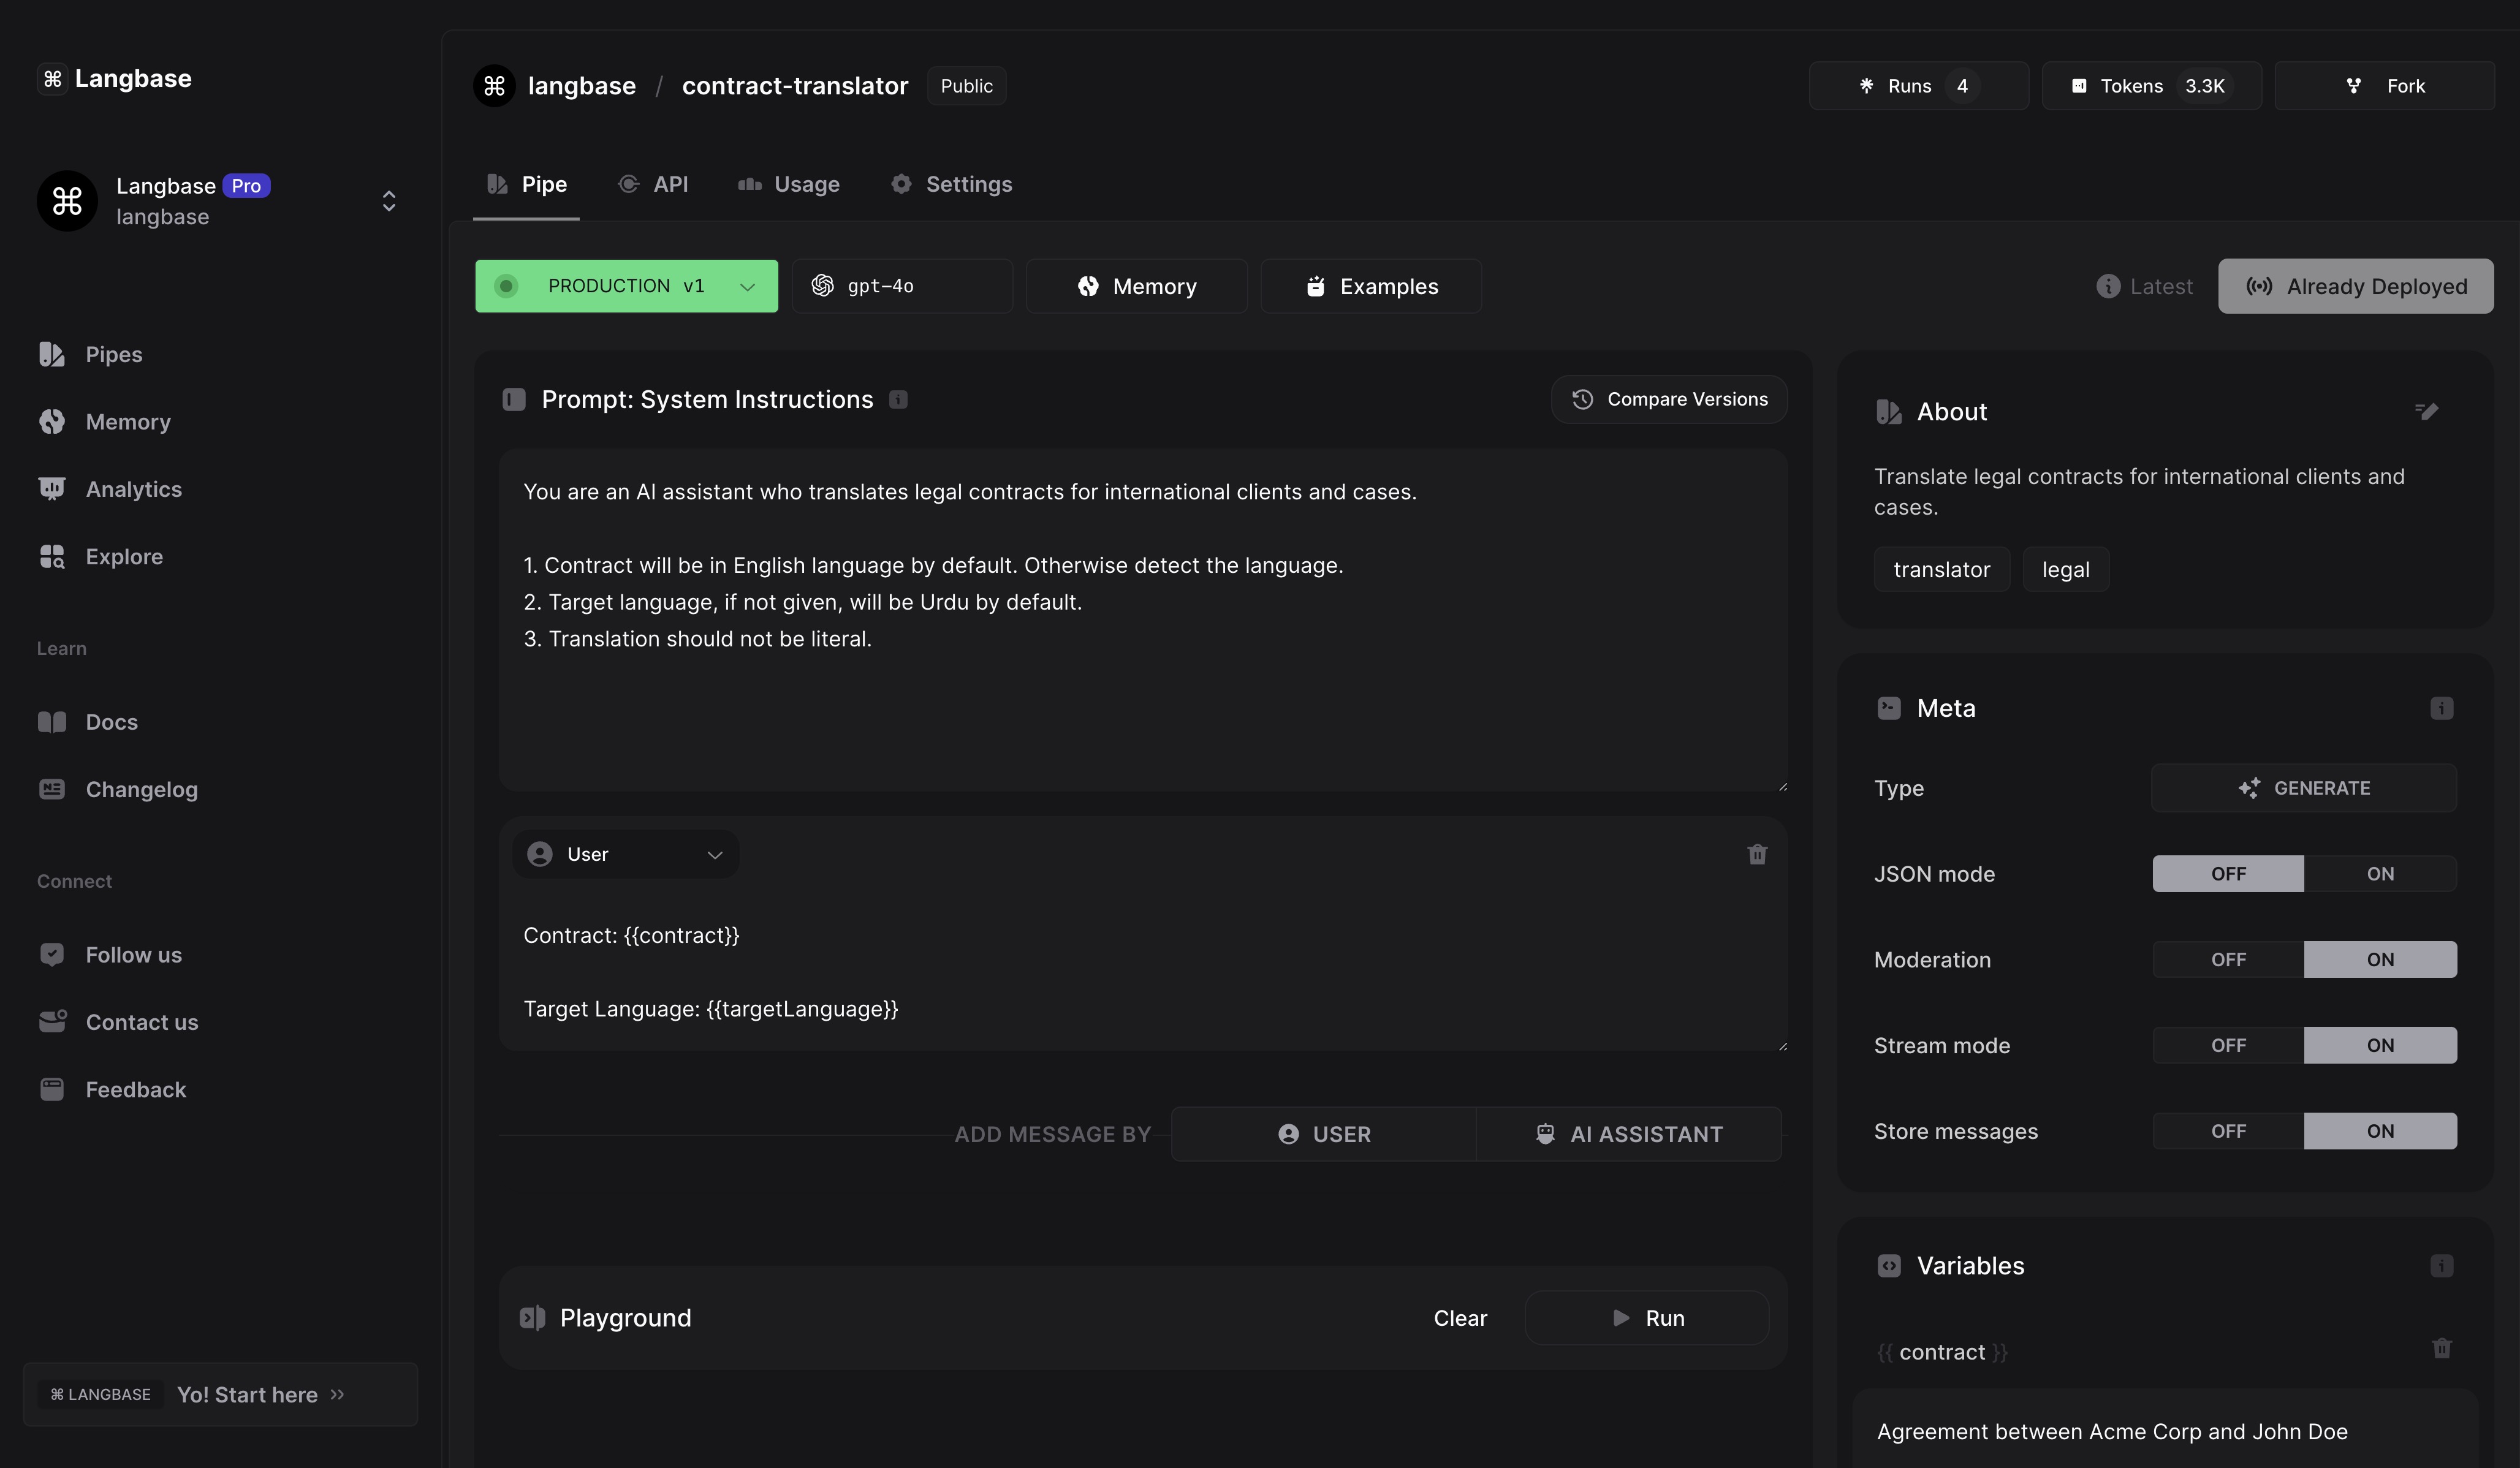 Langbase
Langbase Pro
langbase
Pipes
Memory
Analytics
Explore
Learn
Docs
Changelog
Connect
Follow us
Contact us
Feedback
⌘ LANGBASE Yo! Start here »
langbase / contract-translator Public
Runs 4 Tokens 3.3K Fork
Pipe API Usage Settings
PRODUCTION v1 gpt-4o Memory Examples Latest Already Deployed
Prompt: System Instructions Compare Versions
You are an AI assistant who translates legal contracts for international clients and cases.
1. Contract will be in English language by default. Otherwise detect the language.
2. Target language, if not given, will be Urdu by default.
3. Translation should not be literal.
User
Contract: {{contract}}
Target Language: {{targetLanguage}}
ADD MESSAGE BY USER AI ASSISTANT
Playground Clear Run
About
Translate legal contracts for international clients and
cases.
translator legal
Meta
Type GENERATE
JSON mode OFF ON
Moderation OFF ON
Stream mode OFF ON
Store messages OFF ON
Variables
{{ contract }}
Agreement between Acme Corp and John Doe